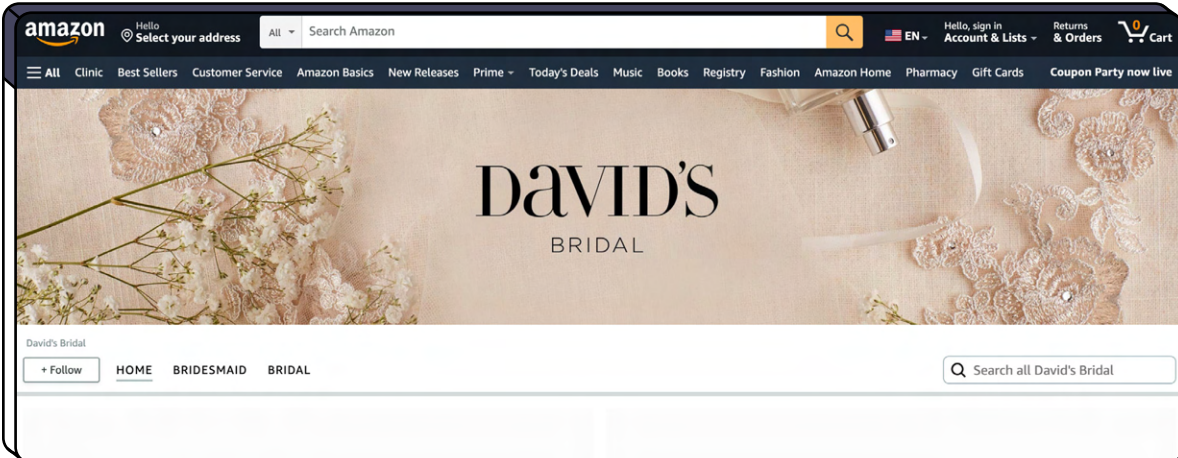 amazon
Hello
Select your address
All
Search Amazon
EN
Hello, sign in
Account & Lists
Returns
& Orders
0
Cart
All Clinic Best Sellers Customer Service Amazon Basics New Releases Prime Today's Deals Music Books Registry Fashion Amazon Home Pharmacy Gift Cards Coupon Party now live
DaVID'S
BRIDAL
David's Bridal
+ Follow HOME BRIDESMAID BRIDAL Search all David's Bridal